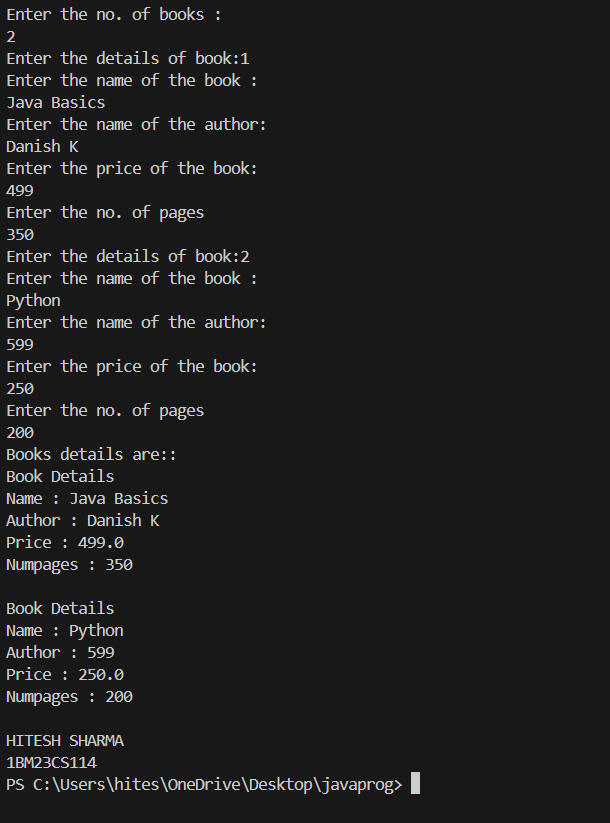 Enter the no. of books :
2
Enter the details of book:1
Enter the name of the book :
Java Basics
Enter the name of the author:
Danish K
Enter the price of the book:
499
Enter the no. of pages
350
Enter the details of book:2
Enter the name of the book :
Python
Enter the name of the author:
599
Enter the price of the book:
250
Enter the no. of pages
200
Books details are::
Book Details
Name : Java Basics
Author : Danish K
Price : 499.0
Numpages : 350

Book Details
Name : Python
Author : 599
Price : 250.0
Numpages : 200

HITESH SHARMA
1BM23CS114
PS C:\Users\hites\OneDrive\Desktop\javaprog>